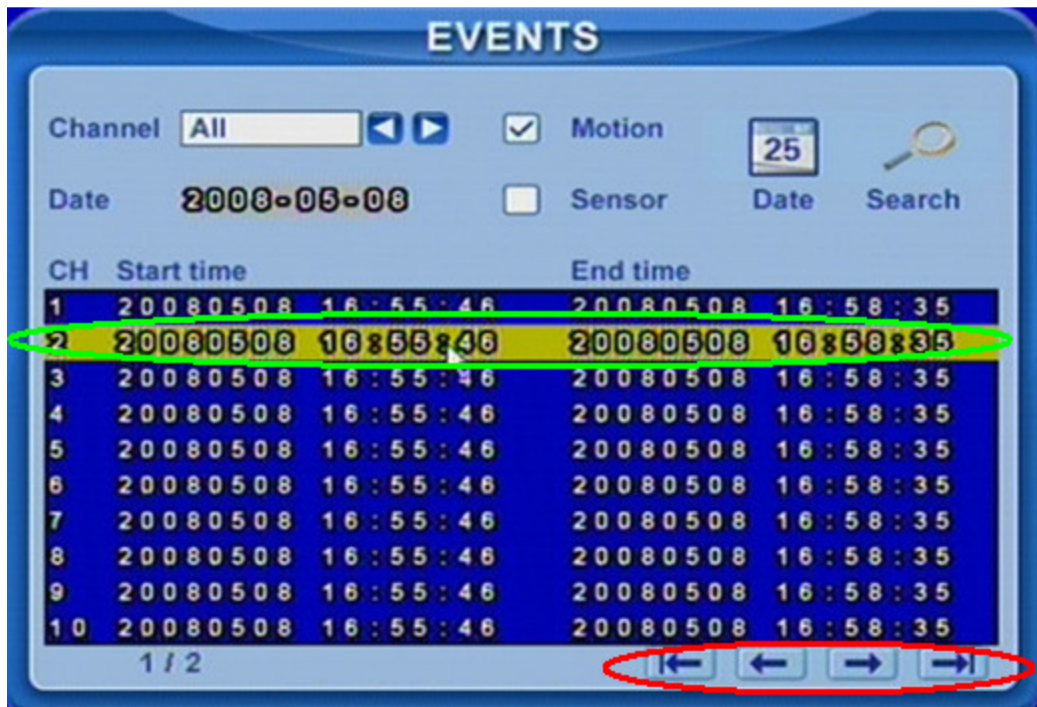 EVENTS
Channel All Motion 25
Date 2008-05-08 Sensor Date Search
CH Start time End time
1 20080508 16:55:46 20080508 16:58:35
2 20080508 16:55:46 20080508 16:58:35
3 20080508 16:55:46 20080508 16:58:35
4 20080508 16:55:46 20080508 16:58:35
5 20080508 16:55:46 20080508 16:58:35
6 20080508 16:55:46 20080508 16:58:35
7 20080508 16:55:46 20080508 16:58:35
8 20080508 16:55:46 20080508 16:58:35
9 20080508 16:55:46 20080508 16:58:35
10 20080508 16:55:46 20080508 16:58:35
1 / 2